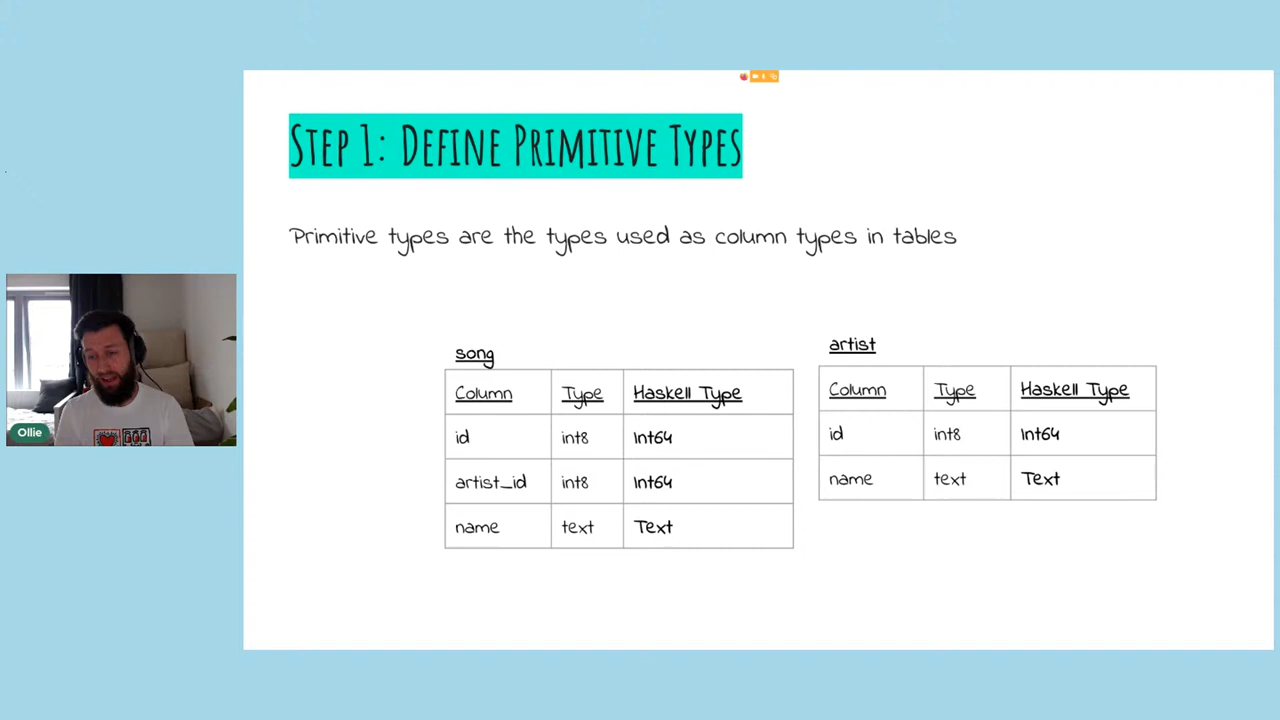 Step 1: Define Primitive Types
Primitive types are the types used as column types in tables
song
Column Type Haskell Type
id int8 Int64
artist_id int8 Int64
name text Text
artist
Column Type Haskell Type
id int8 Int64
name text Text
Ollie